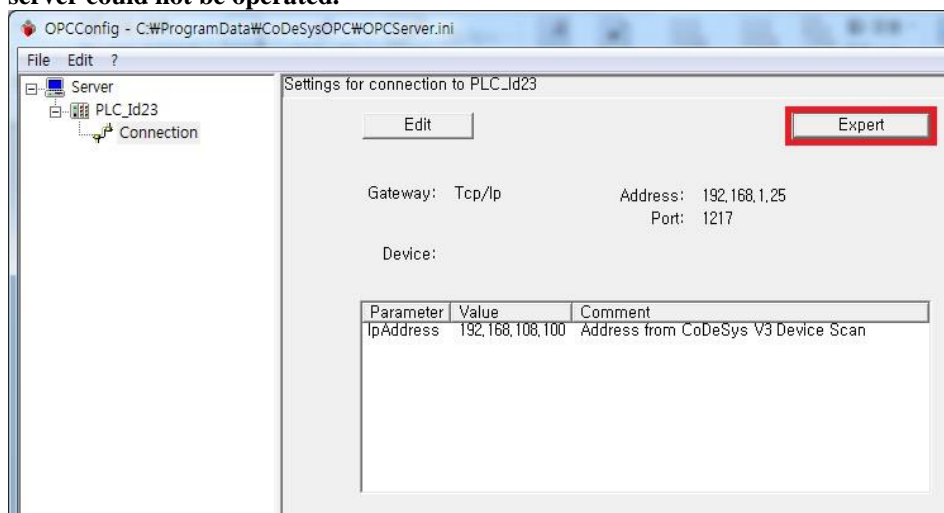 server could not be operated.
OPCConfig - C:₩ProgramData₩CoDeSysOPC₩OPCServer.ini
File Edit ?
Server
PLC_Id23
Connection
Settings for connection to PLC_Id23
Edit
Expert
Gateway: Tcp/Ip
Address: 192,168,1,25
Port: 1217
Device:
Parameter Value Comment
IpAddress 192,168,108,100 Address from CoDeSys V3 Device Scan